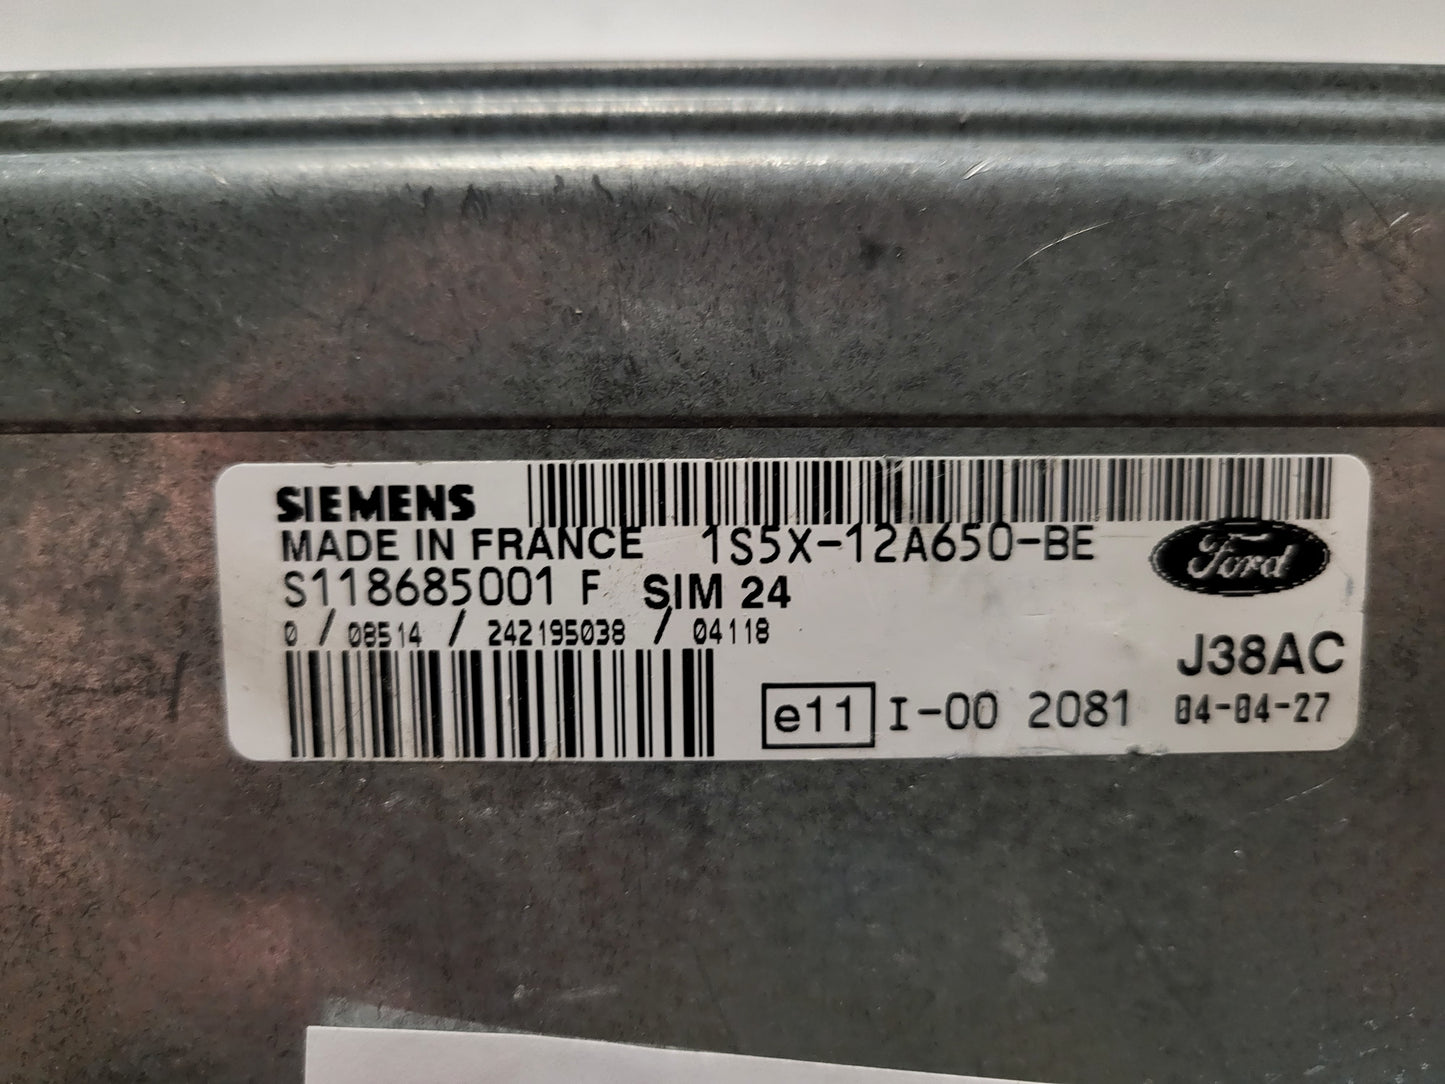 SIEMENS
MADE IN FRANCE 1S5X-12A650-BE
Ford
S118685001 F SIM 24
0 / 08514 / 242195038 / 04118
J38AC
e11 I-00 2081 04-04-27